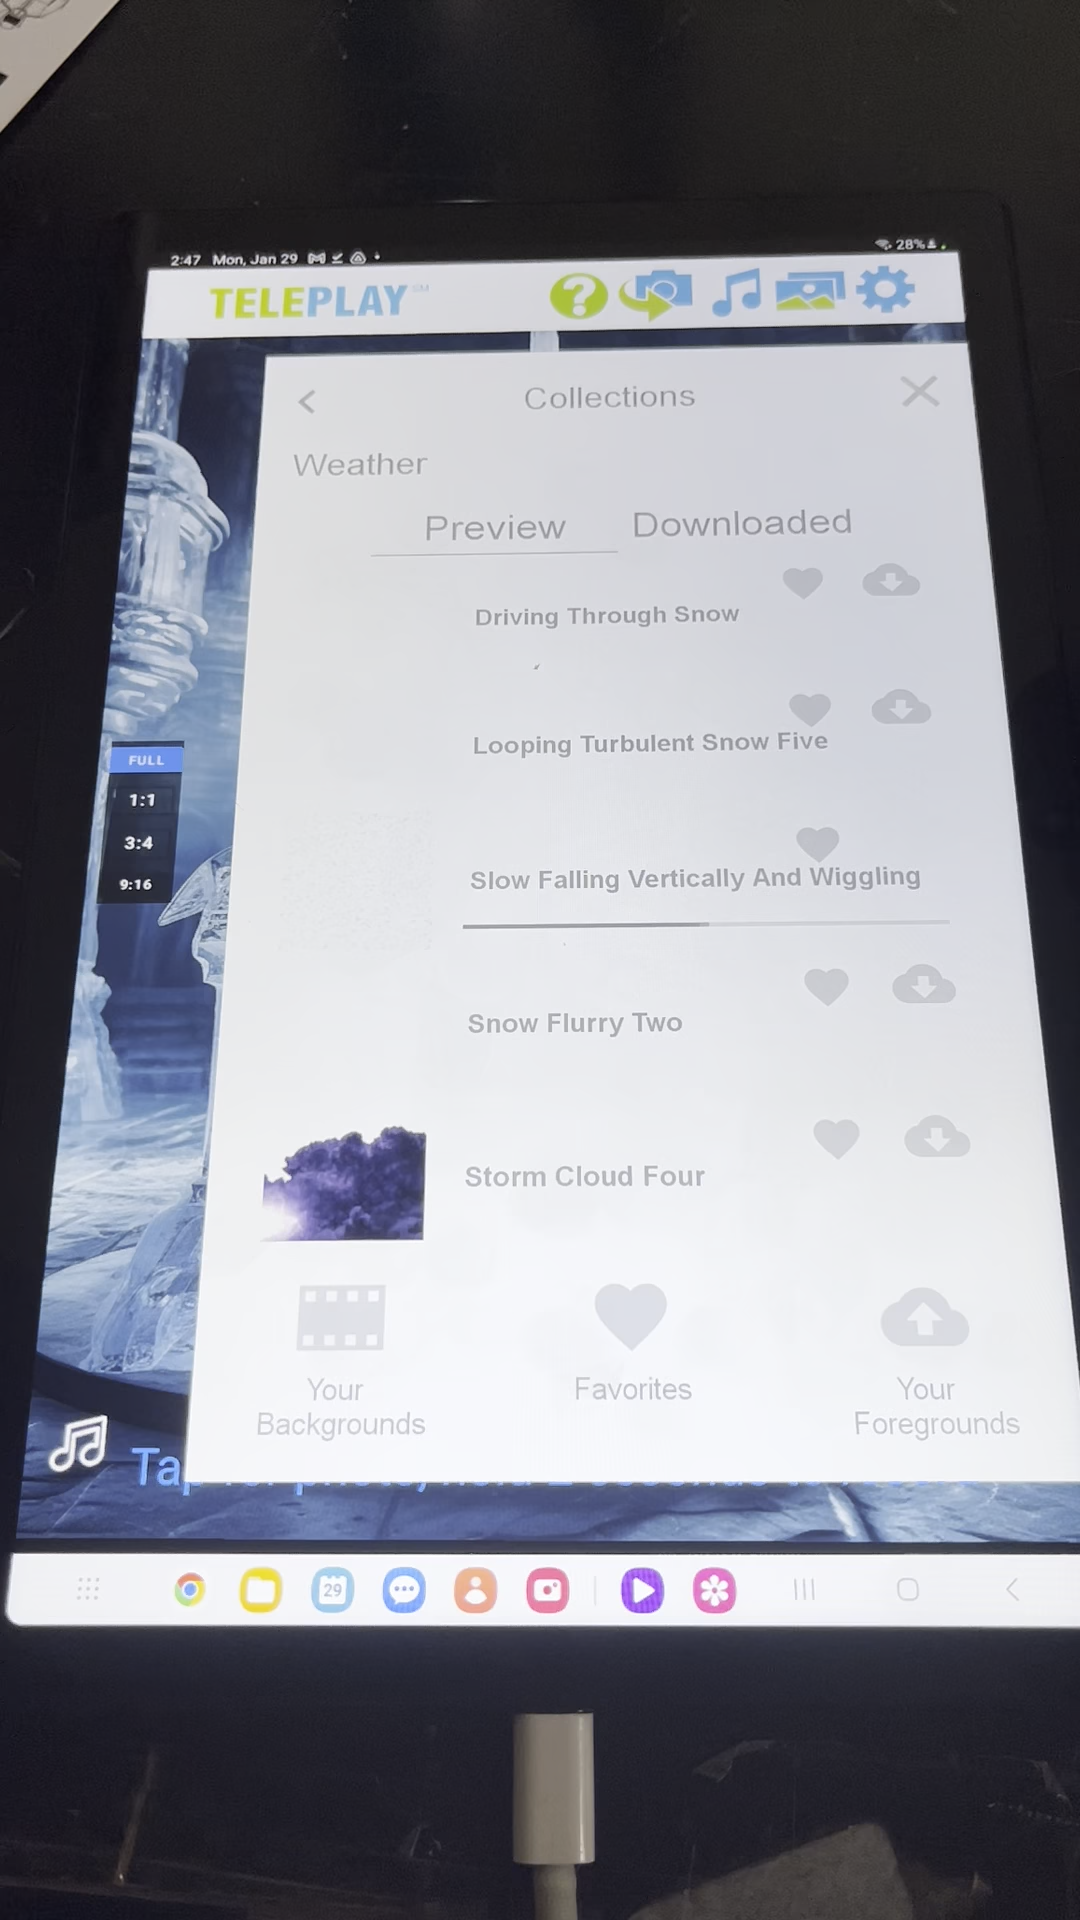 2:47 Mon, Jan 29
28%
TELEPLAY SM
Collections
Weather
Preview Downloaded
Driving Through Snow
Looping Turbulent Snow Five
FULL
1:1
3:4
9:16
Slow Falling Vertically And Wiggling
Snow Flurry Two
Storm Cloud Four
Your
Backgrounds
Favorites
Your
Foregrounds
29